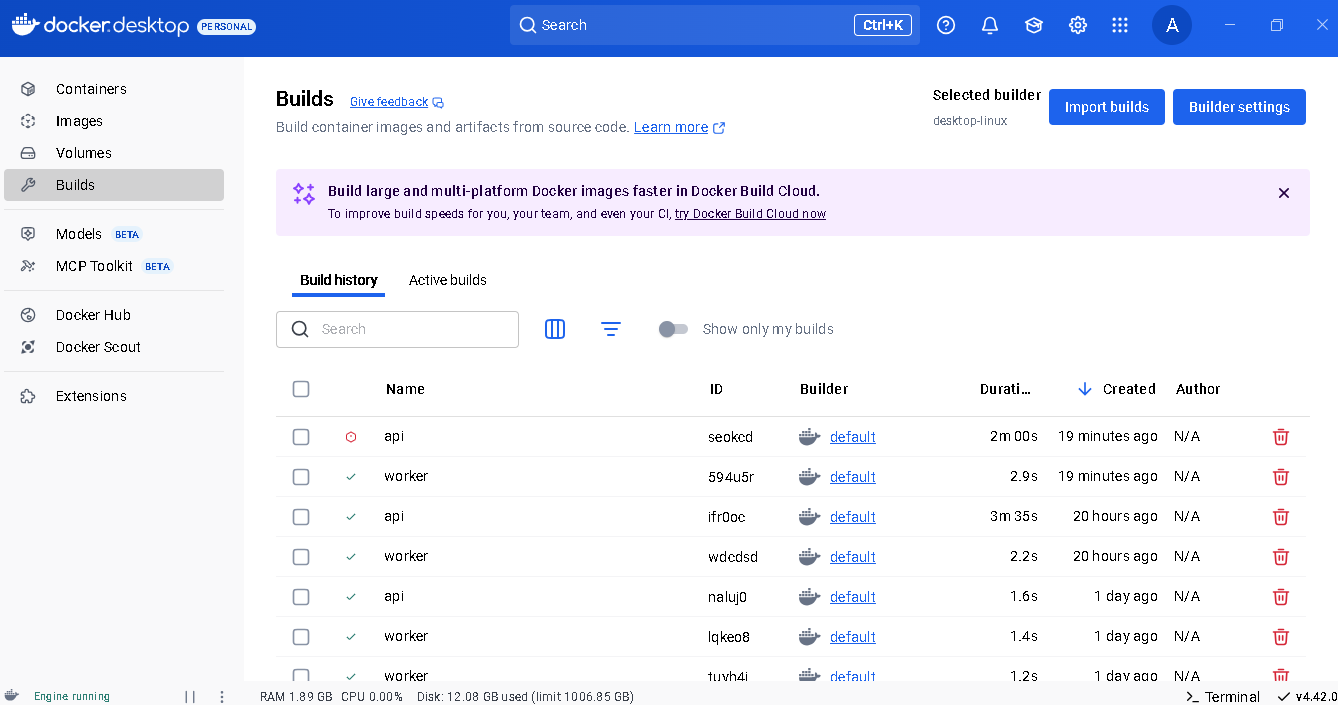 docker.desktop PERSONAL
Search Ctrl+K
A
Containers
Images
Volumes
Builds
Models BETA
MCP Toolkit BETA
Docker Hub
Docker Scout
Extensions
Builds Give feedback
Build container images and artifacts from source code. Learn more
Selected builder
desktop-linux
Import builds
Builder settings
Build large and multi-platform Docker images faster in Docker Build Cloud.
To improve build speeds for you, your team, and even your CI, try Docker Build Cloud now
Build history Active builds
Search Show only my builds
Name ID Builder Durati... Created Author
api seokcd default 2m 00s 19 minutes ago N/A
worker 594u5r default 2.9s 19 minutes ago N/A
api ifr0oc default 3m 35s 20 hours ago N/A
worker wdcdsd default 2.2s 20 hours ago N/A
api naluj0 default 1.6s 1 day ago N/A
worker lqkeo8 default 1.4s 1 day ago N/A
worker default 1.2s 1 day ago N/A
Engine running RAM 1.89 GB CPU 0.00% Disk: 12.08 GB used (limit 1006.85 GB) Terminal v4.42.0